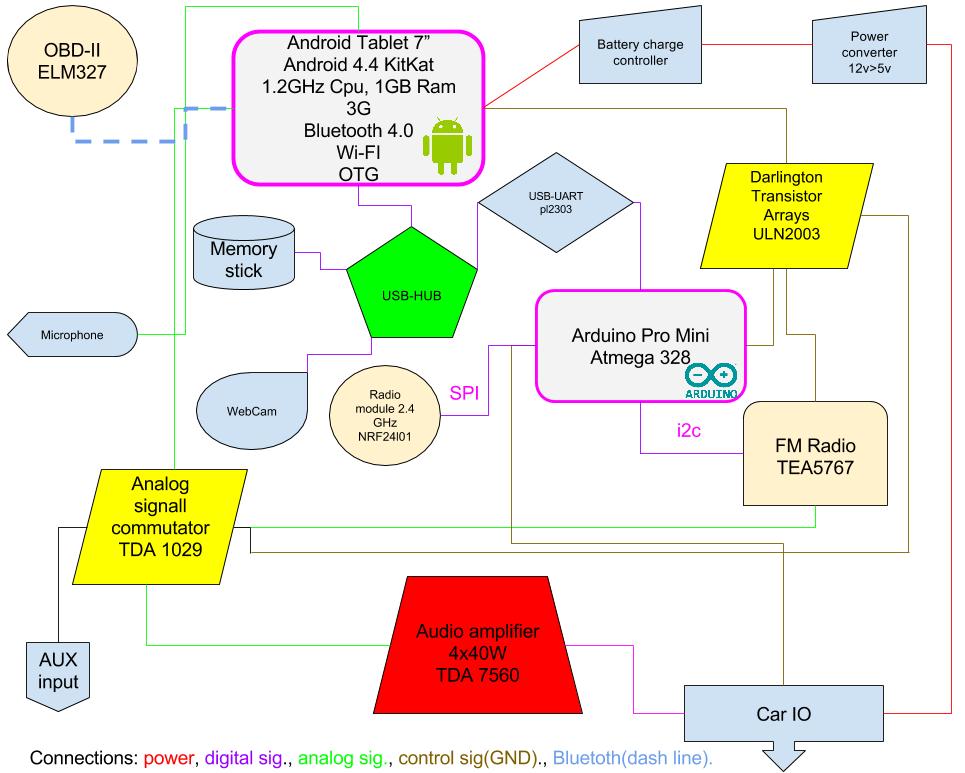 OBD-II
ELM327
Android Tablet 7”
Android 4.4 KitKat
1.2GHz Cpu, 1GB Ram
3G
Bluetooth 4.0
Wi-FI
OTG
Battery charge
controller
Power
converter
12v>5v
USB-UART
pl2303
Darlington
Transistor
Arrays
ULN2003
Memory
stick
USB-HUB
Microphone
Arduino Pro Mini
Atmega 328
ARDUINO
WebCam
Radio
module 2.4
GHz
NRF24l01
SPI
i2c
FM Radio
TEA5767
Analog
signall
commutator
TDA 1029
Audio amplifier
4x40W
TDA 7560
AUX
input
Car IO
Connections: power, digital sig., analog sig., control sig(GND)., Bluetoth(dash line).